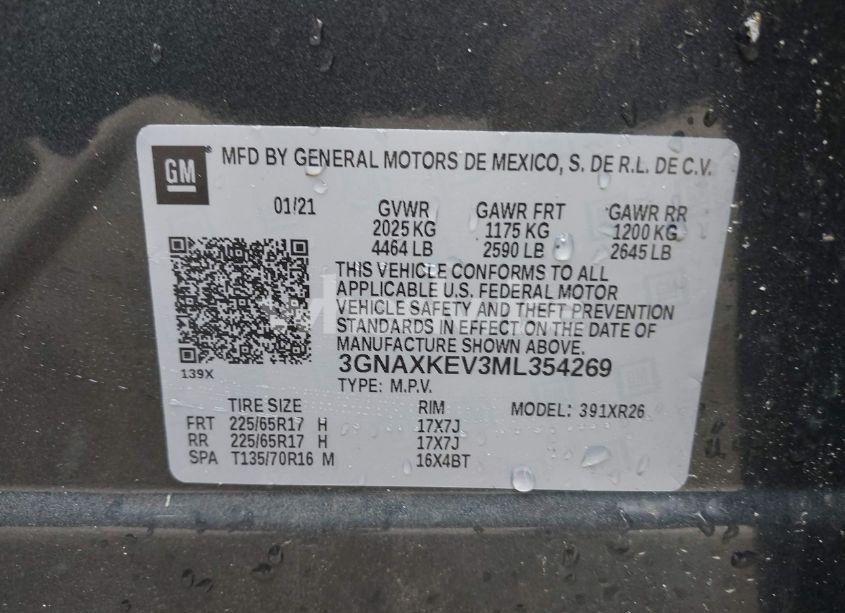 GM
MFD BY GENERAL MOTORS DE MEXICO, S. DE R.L. DE C.V.
01/21 GVWR GAWR FRT GAWR RR
2025 KG 1175 KG 1200 KG
4464 LB 2590 LB 2645 LB
THIS VEHICLE CONFORMS TO ALL
APPLICABLE U.S. FEDERAL MOTOR
VEHICLE SAFETY AND THEFT PREVENTION
STANDARDS IN EFFECT ON THE DATE OF
MANUFACTURE SHOWN ABOVE.
139X
3GNAXKEV3ML354269
TYPE: M.P.V.
TIRE SIZE RIM MODEL: 391XR26
FRT 225/65R17 H 17X7J
RR 225/65R17 H 17X7J
SPA T135/70R16 M 16X4BT